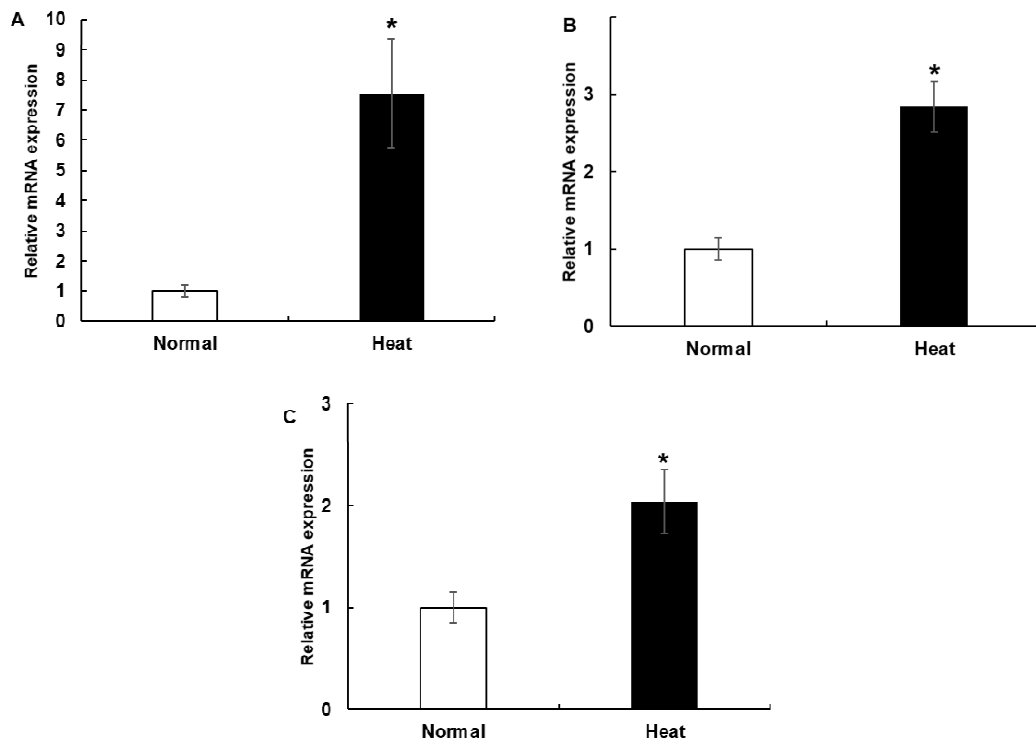 A
Relative mRNA expression
10
9
8
7
6
5
4
3
2
1
0
*
Normal
Heat
B
Relative mRNA expression
3
2
1
0
*
Normal
Heat
C
Relative mRNA expression
3
2
1
0
*
Normal
Heat